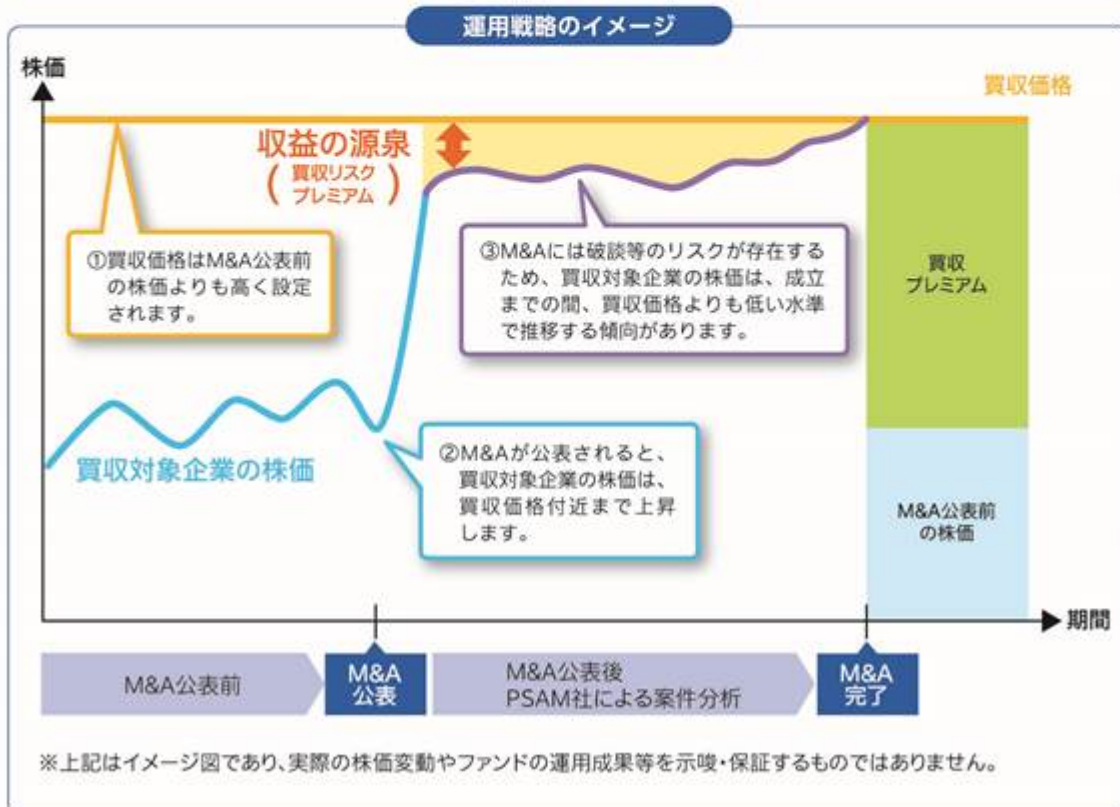 運用戦略のイメージ
株価
買収価格
収益の源泉
( 買収リスク
プレミアム )
①買収価格はM&A公表前
の株価よりも高く設定
されます。
③M&Aには破談等のリスクが存在する
ため、買収対象企業の株価は、成立
までの間、買収価格よりも低い水準
で推移する傾向があります。
買収
プレミアム
買収対象企業の株価
②M&Aが公表されると、
買収対象企業の株価は、
買収価格付近まで上昇
します。
M&A公表前
の株価
期間
M&A公表前
M&A
公表
M&A公表後
PSAM社による案件分析
M&A
完了
※上記はイメージ図であり、実際の株価変動やファンドの運用成果等を示唆・保証するものではありません。